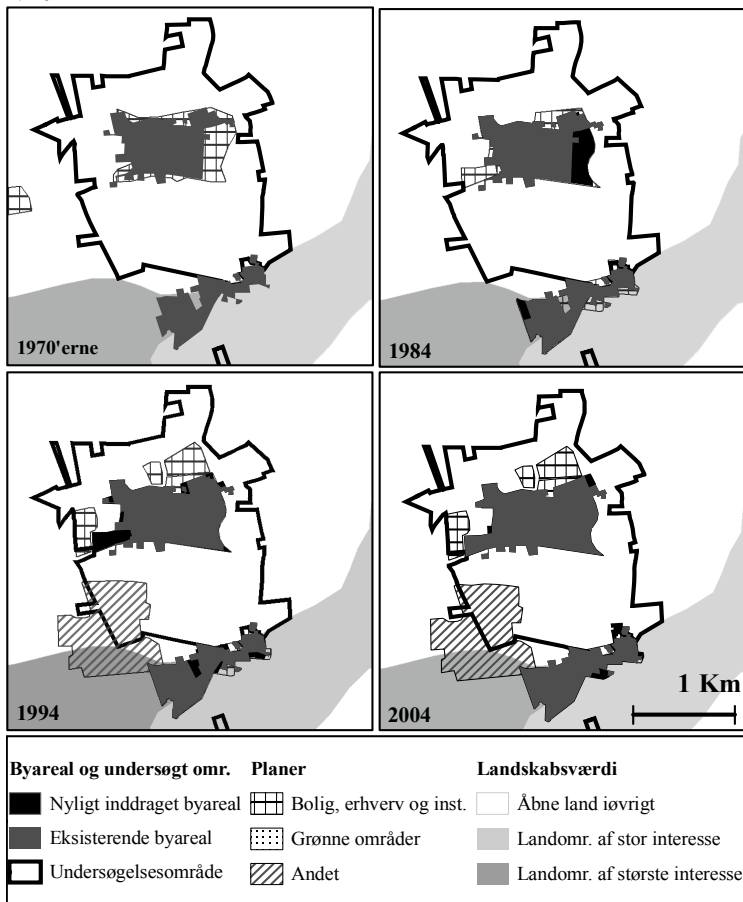 1970'erne
1984
1994
2004
1 Km
Byareal og undersøgt omr.
Planer
Landskabsværdi
Nyligt inddraget byareal
Bolig, erhverv og inst.
Åbne land iøvrigt
Eksisterende byareal
Grønne områder
Landomr. af stor interesse
Undersøgelsesområde
Andet
Landomr. af største interesse